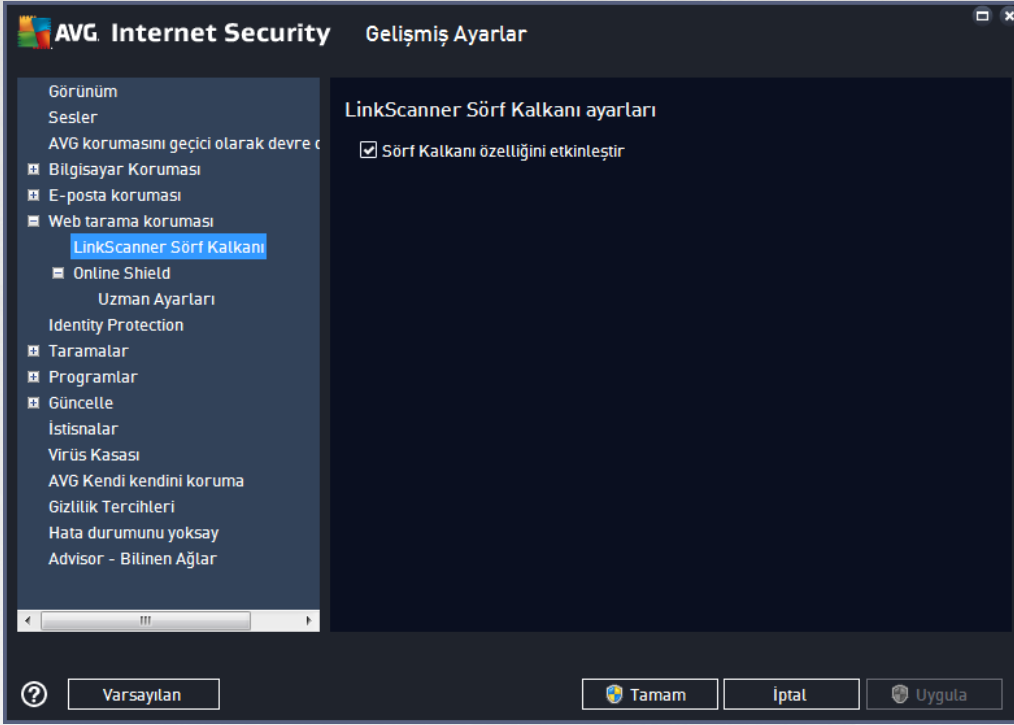 AVG. Internet Security Gelişmiş Ayarlar
Görünüm
Sesler
AVG korumasını geçici olarak devre
Bilgisayar Koruması
E-posta koruması
Web tarama koruması
LinkScanner Sörf Kalkanı
Online Shield
Uzman Ayarları
Identity Protection
Taramalar
Programlar
Güncelle
İstisnalar
Virüs Kasası
AVG Kendi kendini koruma
Gizlilik Tercihleri
Hata durumunu yoksay
Advisor - Bilinen Ağlar
LinkScanner Sörf Kalkanı ayarları
Sörf Kalkanı özelliğini etkinleştir
? Varsayılan Tamam İptal Uygula